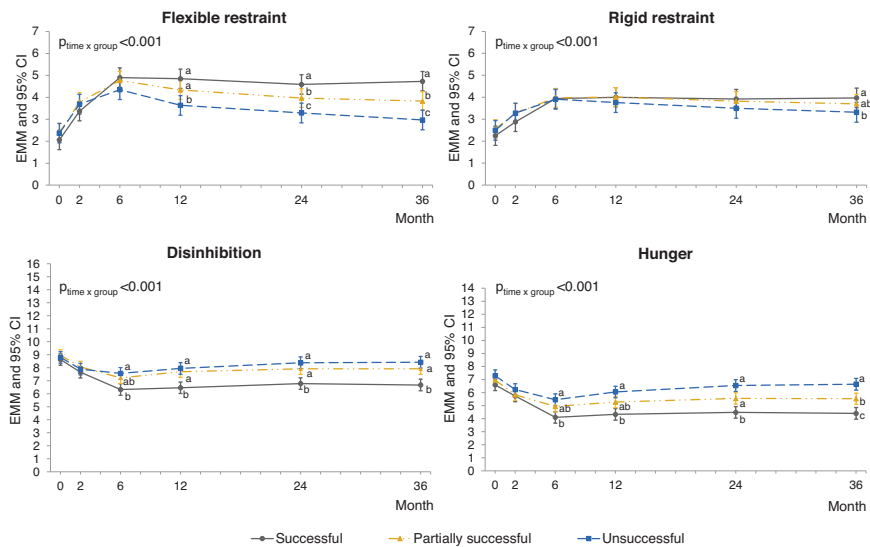 Flexible restraint
p time x group <0.001
EMM and 95% CI
7
6
5
4
3
2
1
0
a a a
a b b
b b c
0 2 6 12 24 36
Month
Rigid restraint
p time x group <0.001
EMM and 95% CI
7
6
5
4
3
2
1
0
a
ab
b
0 2 6 12 24 36
Month
Disinhibition
p time x group <0.001
EMM and 95% CI
16
15
14
13
12
11
10
9
8
7
6
5
4
3
2
1
0
a a a a
ab a a a
b b b b
0 2 6 12 24 36
Month
Hunger
p time x group <0.001
EMM and 95% CI
14
13
12
11
10
9
8
7
6
5
4
3
2
1
0
a a a a
ab ab a b
b b b c
0 2 6 12 24 36
Month
Successful Partially successful Unsuccessful